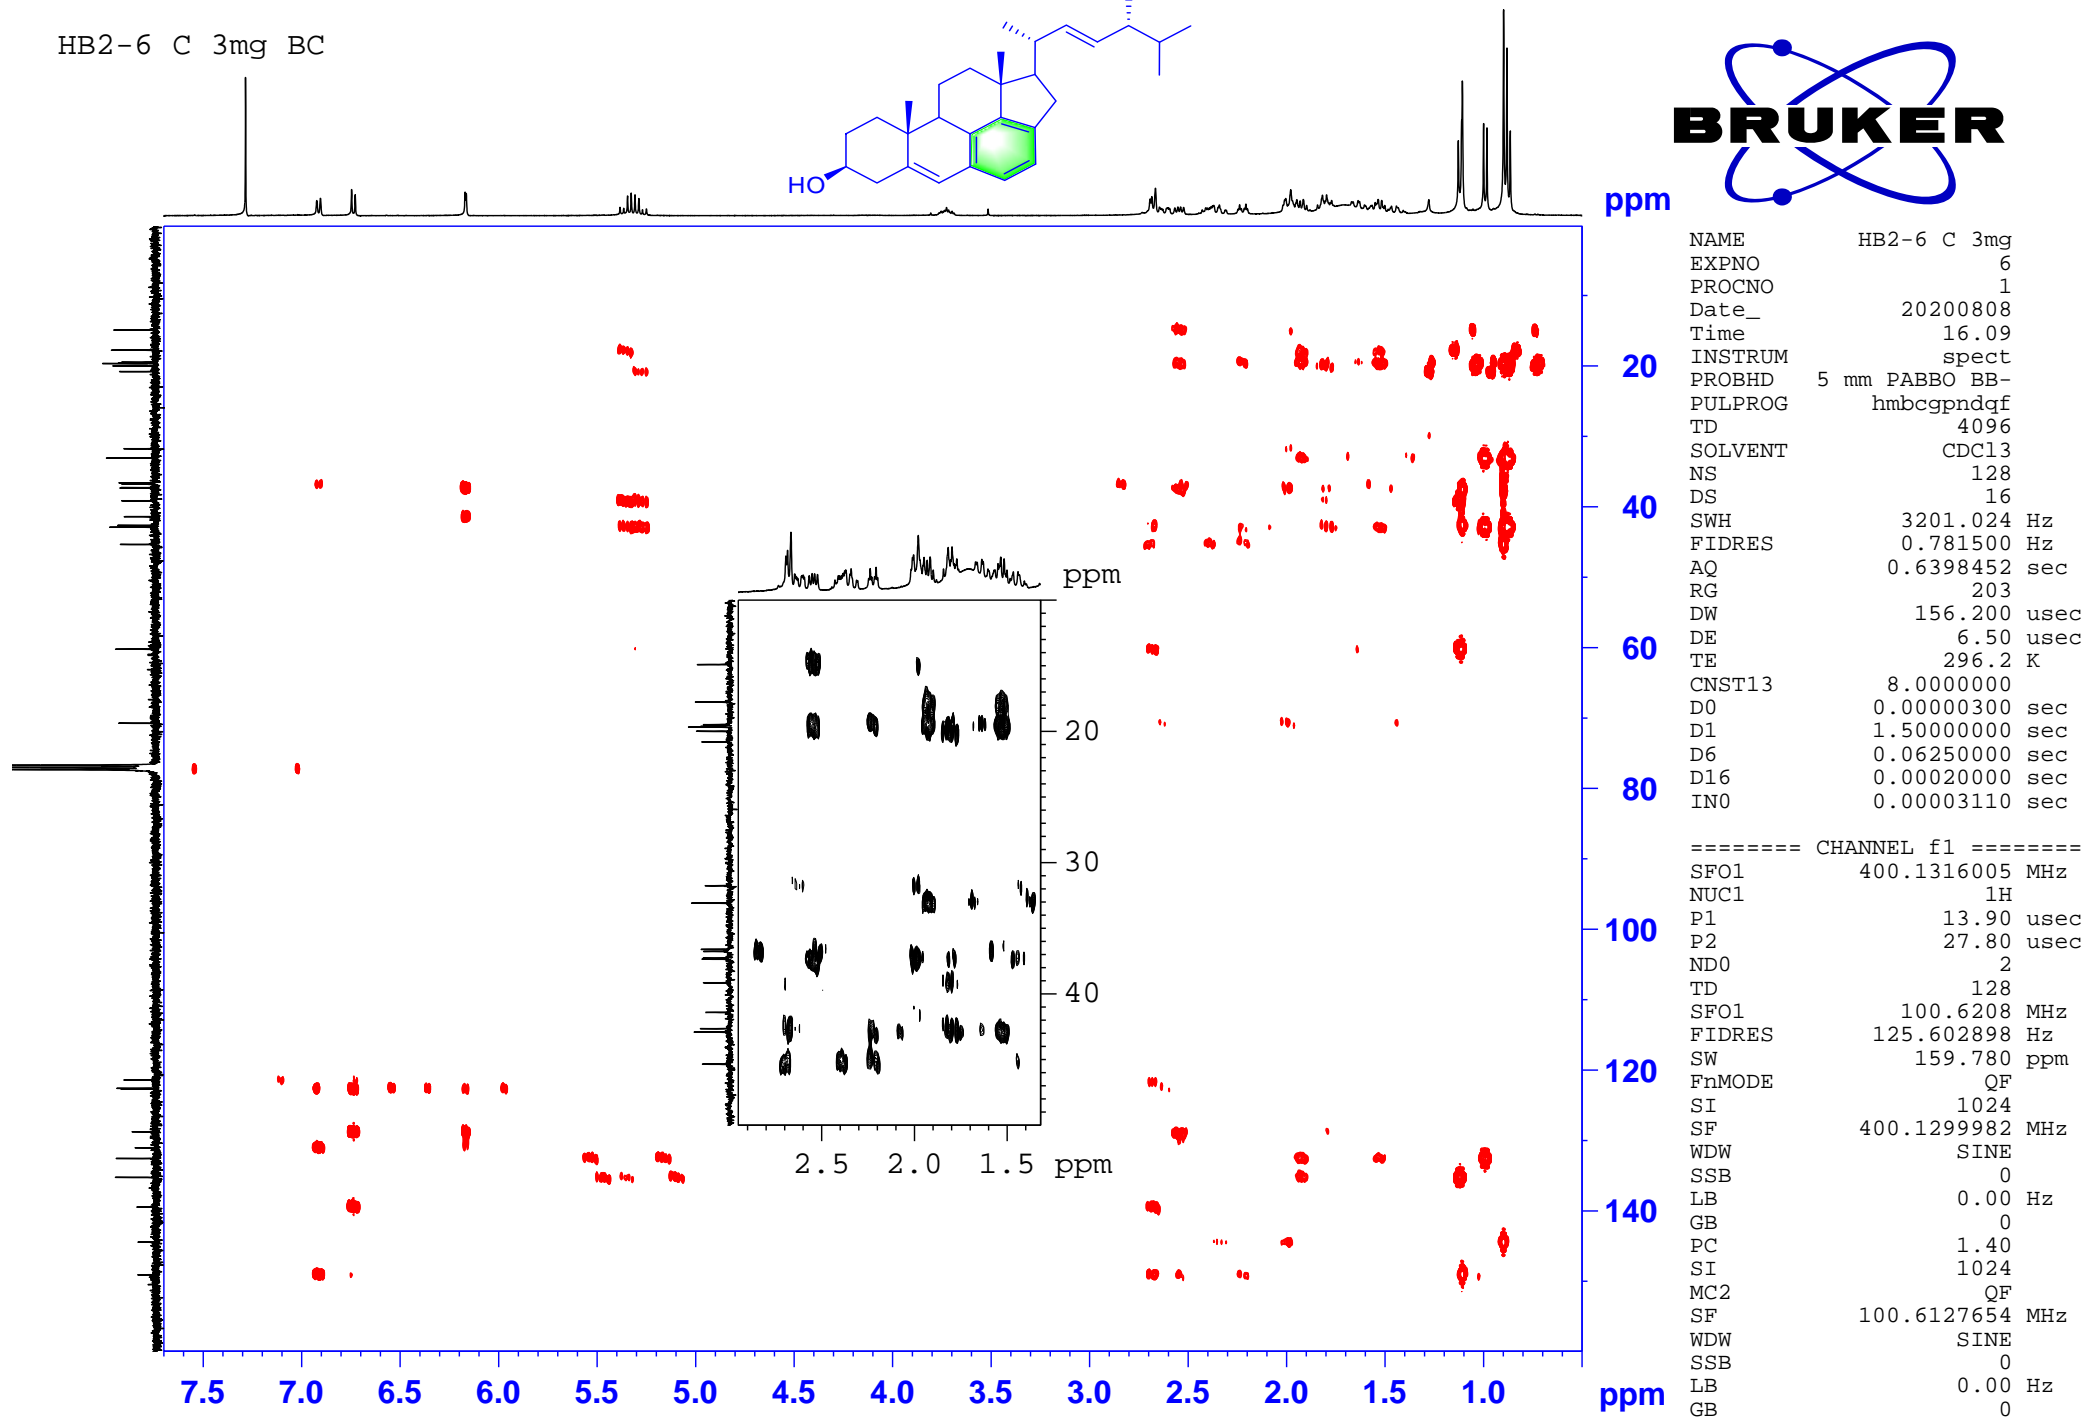 HB2-6 C 3mg BC
HO
BRUKER
ppm
NAME HB2-6 C 3mg
EXPNO 6
PROCNO 1
Date_ 20200808
Time 16.09
INSTRUM spect
PROBHD 5 mm PABBO BB-
PULPROG hmbcgpndqf
TD 4096
SOLVENT CDCl3
NS 128
DS 16
SWH 3201.024 Hz
FIDRES 0.781500 Hz
AQ 0.6398452 sec
RG 203
DW 156.200 usec
DE 6.50 usec
TE 296.2 K
CNST13 8.0000000
D0 0.00000300 sec
D1 1.50000000 sec
D6 0.06250000 sec
D16 0.00020000 sec
IN0 0.00003110 sec
======== CHANNEL f1 ========
SFO1 400.1316005 MHz
NUC1 1H
P1 13.90 usec
P2 27.80 usec
ND0 2
TD 128
SFO1 100.6208 MHz
FIDRES 125.602898 Hz
SW 159.780 ppm
FnMODE QF
SI 1024
SF 400.1299982 MHz
WDW SINE
SSB 0
LB 0.00 Hz
GB 0
PC 1.40
SI 1024
MC2 QF
SF 100.6127654 MHz
WDW SINE
SSB 0
LB 0.00 Hz
GB 0
20
40
60
80
100
120
140
ppm
20
30
40
2.5 2.0 1.5 ppm
7.5 7.0 6.5 6.0 5.5 5.0 4.5 4.0 3.5 3.0 2.5 2.0 1.5 1.0 ppm